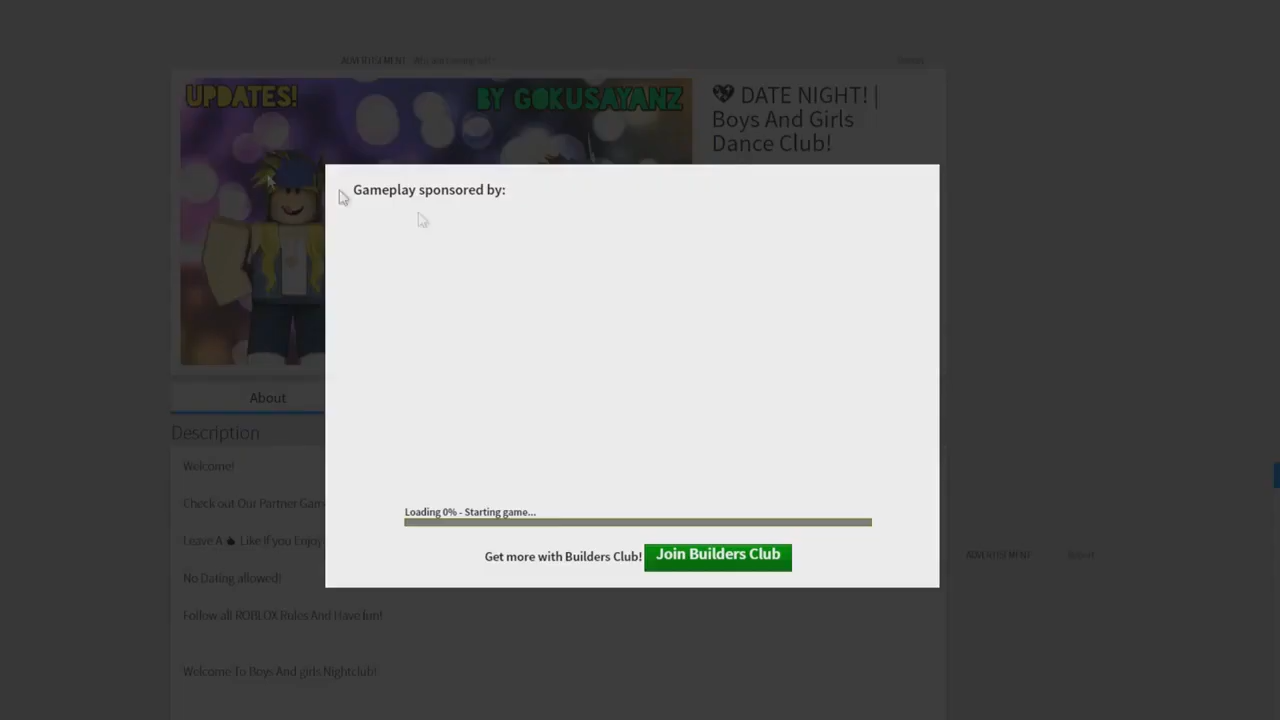 ADVERTISEMENT
UPDATES!
BY GOKUSAYANZ
DATE NIGHT! |
Boys And Girls
Dance Club!
Gameplay sponsored by:
About
Description
Welcome!
Check out Our Partner Gam
Leave A Like If you Enjoy
No Dating allowed!
Follow all ROBLOX Rules And Have fun!
Welcome To Boys And girls Nightclub!
Loading 0% - Starting game...
Get more with Builders Club!
Join Builders Club
ADVERTISEMENT
Report